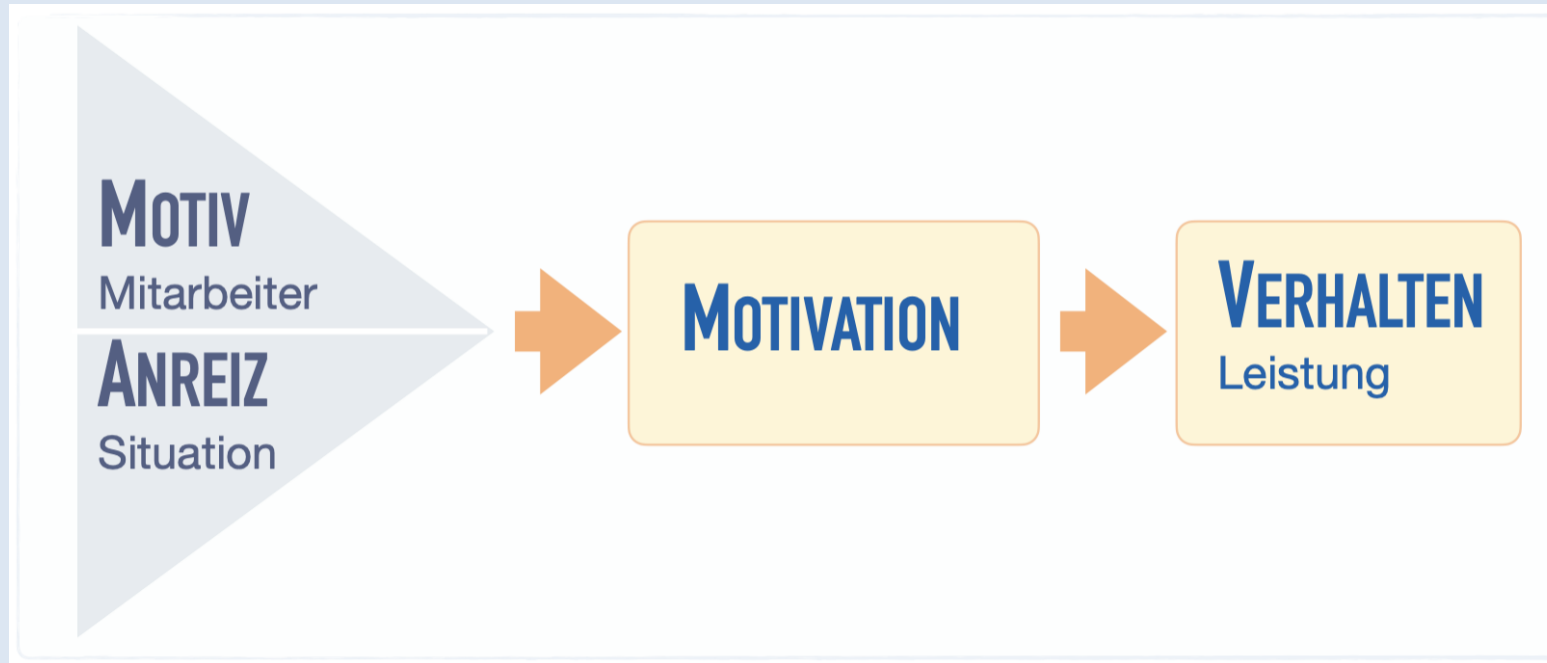 MOTIV
Mitarbeiter
ANREIZ
Situation
MOTIVATION
VERHALTEN
Leistung